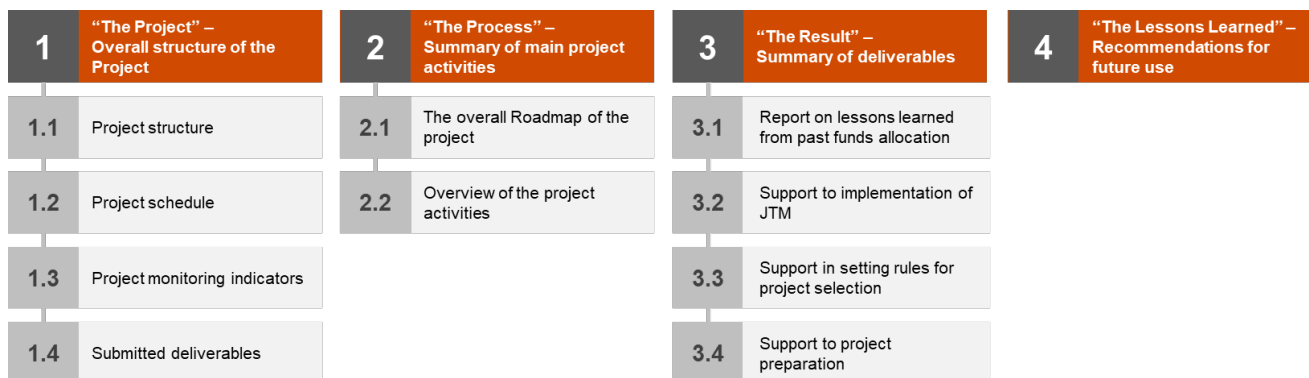 1
“The Project” –
Overall structure of the
Project
1.1
Project structure
1.2
Project schedule
1.3
Project monitoring indicators
1.4
Submitted deliverables
2
“The Process” –
Summary of main project
activities
2.1
The overall Roadmap of the
project
2.2
Overview of the project
activities
3
“The Result” –
Summary of deliverables
3.1
Report on lessons learned
from past funds allocation
3.2
Support to implementation of
JTM
3.3
Support in setting rules for
project selection
3.4
Support to project
preparation
4
“The Lessons Learned” –
Recommendations for
future use